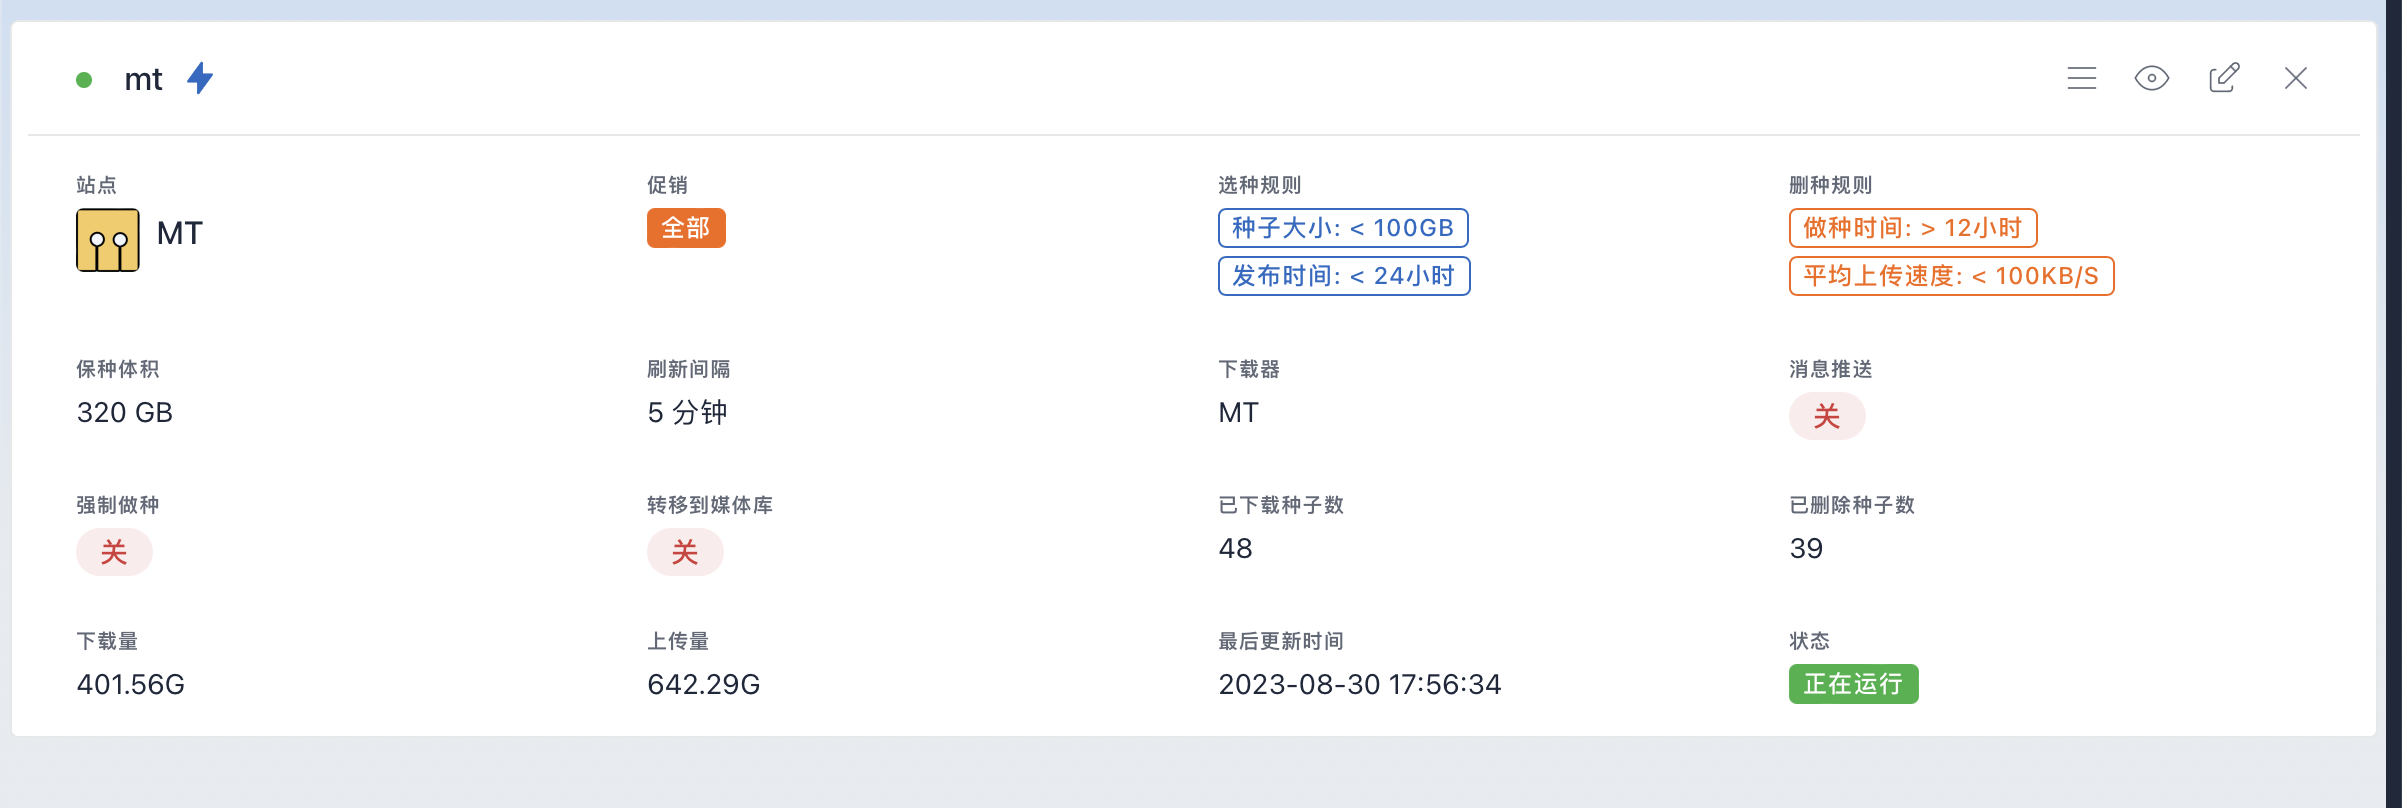 mt
站点
MT
促销
全部
选种规则
种子大小: < 100GB
发布时间: < 24小时
删种规则
做种时间: > 12小时
平均上传速度: < 100KB/S
保种体积
320 GB
刷新间隔
5 分钟
下载器
MT
消息推送
关
强制做种
关
转移到媒体库
关
已下载种子数
48
已删除种子数
39
下载量
401.56G
上传量
642.29G
最后更新时间
2023-08-30 17:56:34
状态
正在运行